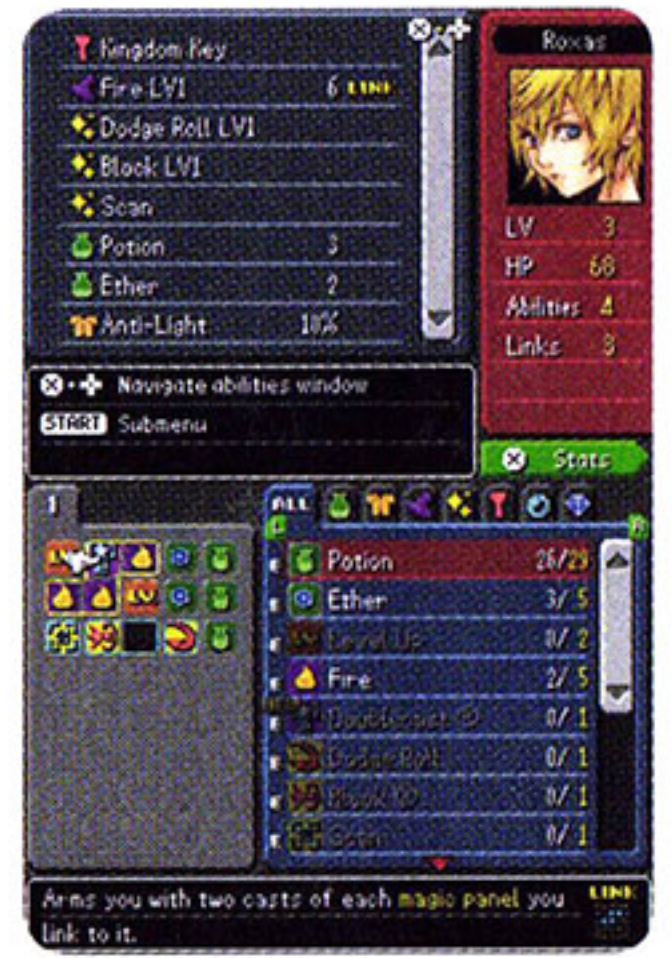 Kingdom Key
Fire LV1 6 LINK
Dodge Roll LV1
Block LV1
Scan
Potion 3
Ether 2
Anti-Light 10%
Roxas
LV 3
HP 68
Abilities 4
Links 8
Navigate abilities window
START Submenu
Stats
1
ALL
L R
Potion 26/29
Ether 3/ 5
Level Up 0/ 2
Fire 2/ 5
Doublecast 0/ 1
Dodge Roll 0/ 1
Block 0/ 1
Scan 0/ 1
Arms you with two casts of each magic panel you LINK
link to it.